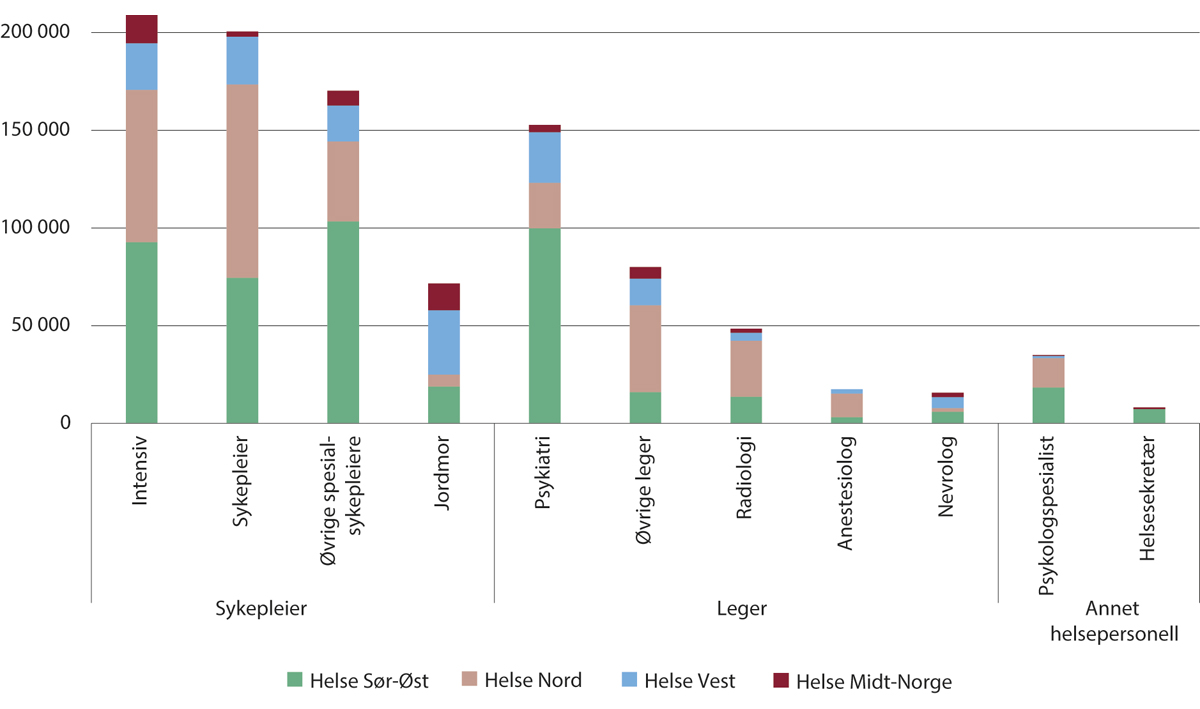 200 000
150 000
100 000
50 000
0
Intensiv
Sykepleier
Øvrige spesial-
sykepleiere
Jordmor
Psykiatri
Øvrige leger
Radiologi
Anestesiolog
Nevrolog
Psykologspesialist
Helsesekretær
Sykepleier
Leger
Annet
helsepersonell
Helse Sør-Øst
Helse Nord
Helse Vest
Helse Midt-Norge